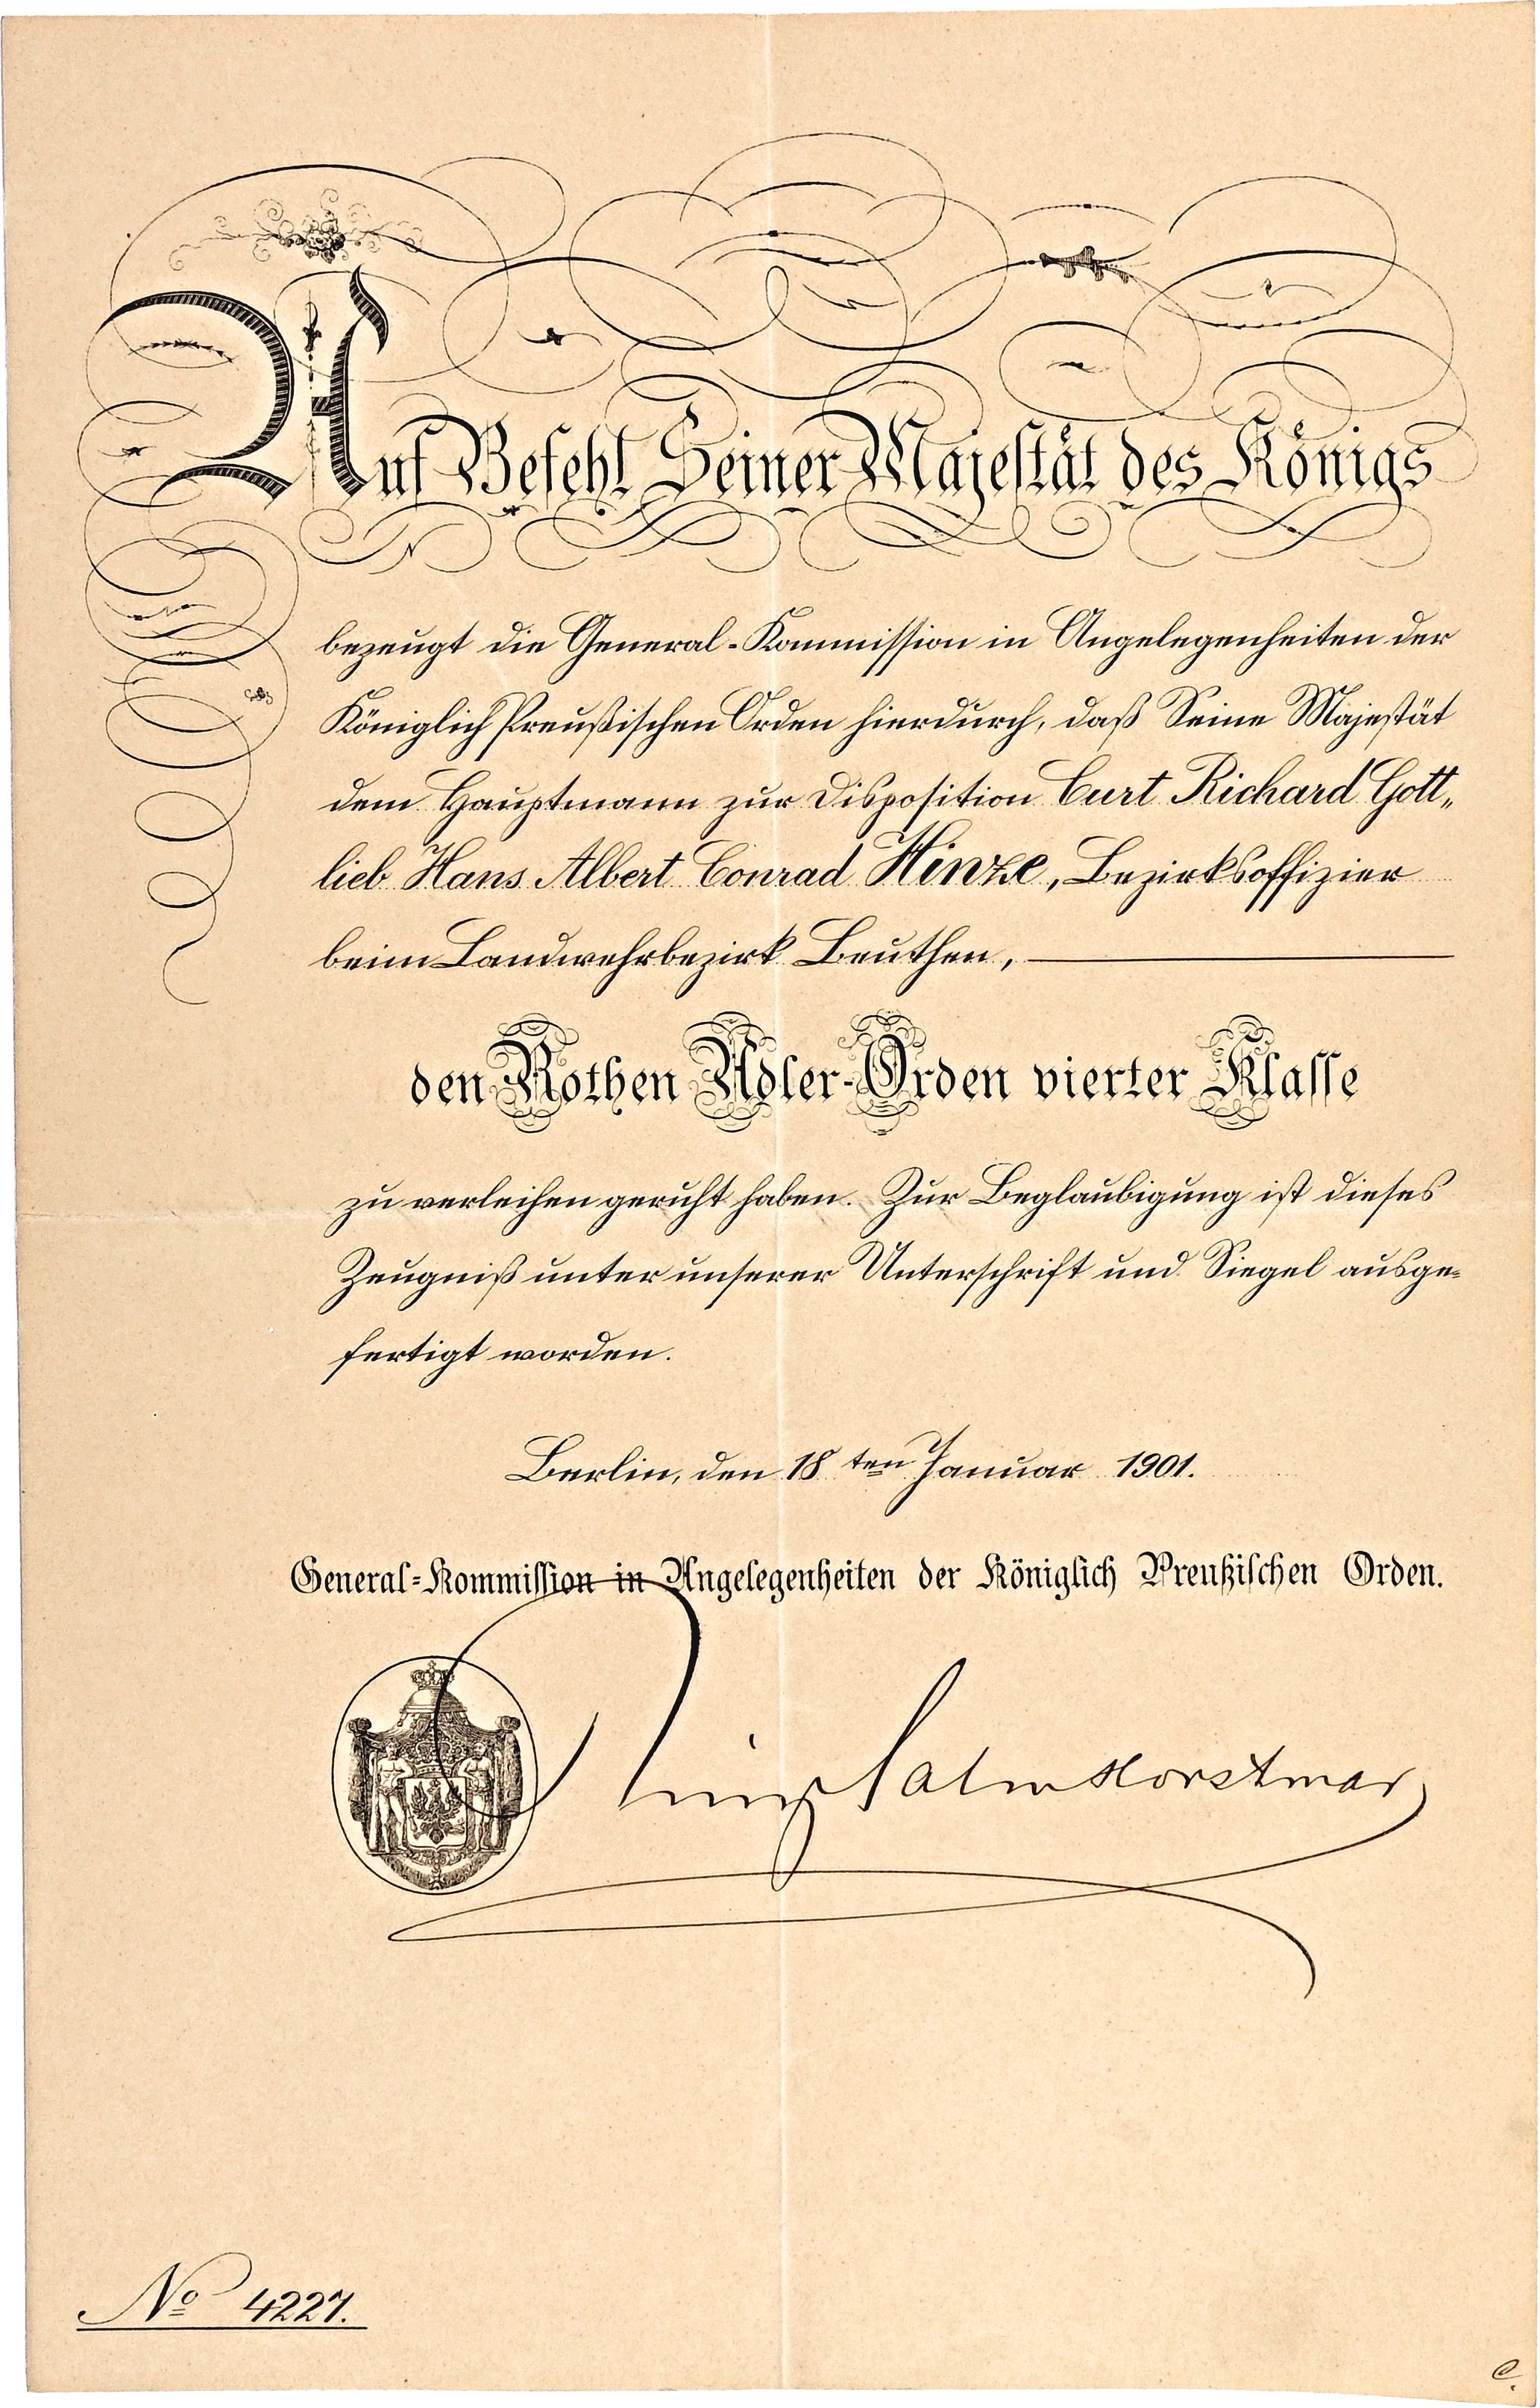 Auf Befehl Seiner Majestät des Königs
bezeugt die General-Kommission in Angelegenheiten der
Königlich Preußischen Orden hierdurch, daß Seine Majestät
dem Hauptmann zur Disposition Curt Richard Gott„
lieb Hans Albert Conrad Hinze, Bezirksoffizier
beim Landwehrbezirk Beuthen,
den Rothen Adler-Orden vierter Klasse
zu verleihen geruht haben. Zur Beglaubigung ist dieses
Zeugniß unter unserer Unterschrift und Siegel ausge-
fertigt worden.
Berlin, den 18ten Januar 1901.
General-Kommission in Angelegenheiten der Königlich Preußischen Orden.
Salm Horstmar
No 4227.
C.